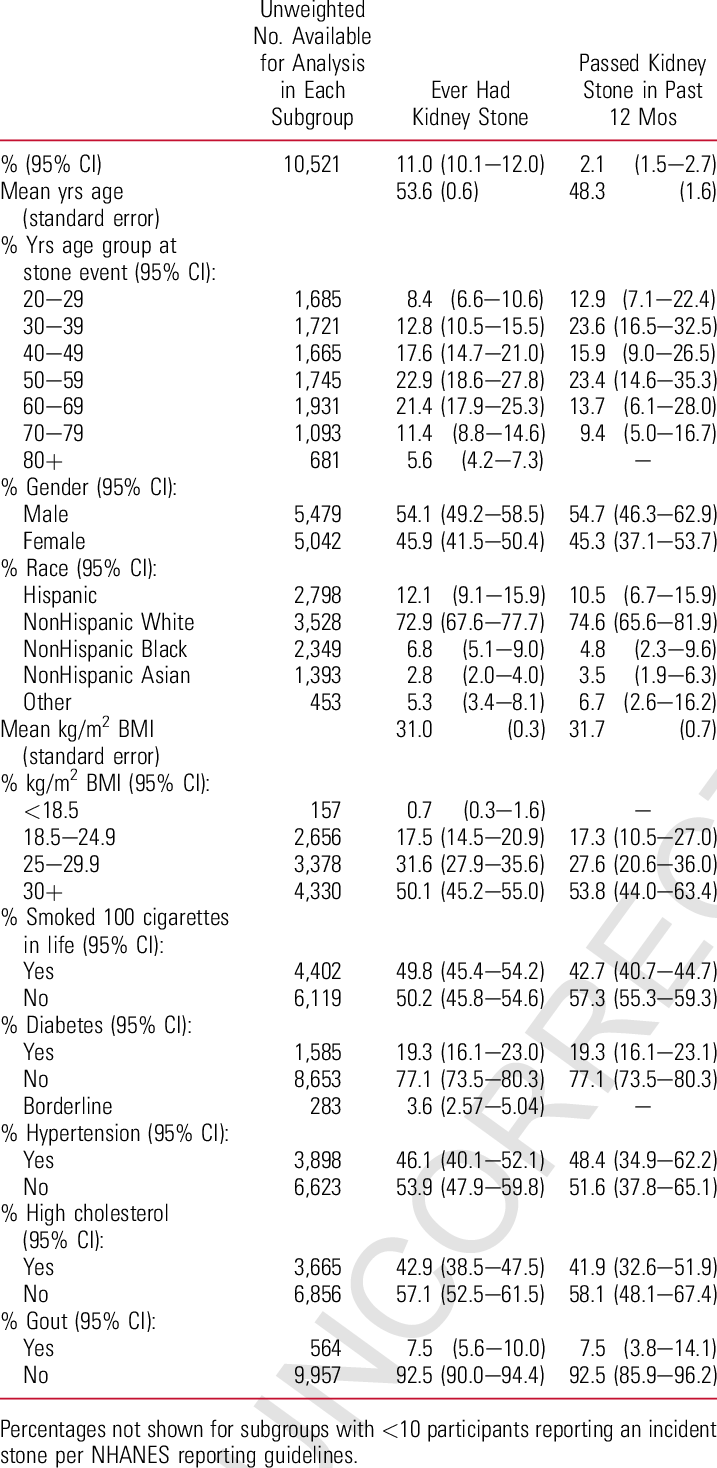 Unweighted
No. Available
for Analysis Passed Kidney
in Each Ever Had Stone in Past
Subgroup Kidney Stone 12 Mos
% (95% CI) 10,521 11.0 (10.1—12.0) 2.1 (1.5—2.7)
Mean yrs age 53.6 (0.6) 48.3 (1.6)
(standard error)
% Yrs age group at
stone event (95% CI):
20—29 1,685 8.4 (6.6—10.6) 12.9 (7.1—22.4)
30—39 1,721 12.8 (10.5—15.5) 23.6 (16.5—32.5)
40—49 1,665 17.6 (14.7—21.0) 15.9 (9.0—26.5)
50—59 1,745 22.9 (18.6—27.8) 23.4 (14.6—35.3)
60—69 1,931 21.4 (17.9—25.3) 13.7 (6.1—28.0)
70—79 1,093 11.4 (8.8—14.6) 9.4 (5.0—16.7)
80+ 681 5.6 (4.2—7.3) —
% Gender (95% CI):
Male 5,479 54.1 (49.2—58.5) 54.7 (46.3—62.9)
Female 5,042 45.9 (41.5—50.4) 45.3 (37.1—53.7)
% Race (95% CI):
Hispanic 2,798 12.1 (9.1—15.9) 10.5 (6.7—15.9)
NonHispanic White 3,528 72.9 (67.6—77.7) 74.6 (65.6—81.9)
NonHispanic Black 2,349 6.8 (5.1—9.0) 4.8 (2.3—9.6)
NonHispanic Asian 1,393 2.8 (2.0—4.0) 3.5 (1.9—6.3)
Other 453 5.3 (3.4—8.1) 6.7 (2.6—16.2)
Mean kg/m² BMI 31.0 (0.3) 31.7 (0.7)
(standard error)
% kg/m² BMI (95% CI):
<18.5 157 0.7 (0.3—1.6) —
18.5—24.9 2,656 17.5 (14.5—20.9) 17.3 (10.5—27.0)
25—29.9 3,378 31.6 (27.9—35.6) 27.6 (20.6—36.0)
30+ 4,330 50.1 (45.2—55.0) 53.8 (44.0—63.4)
% Smoked 100 cigarettes
in life (95% CI):
Yes 4,402 49.8 (45.4—54.2) 42.7 (40.7—44.7)
No 6,119 50.2 (45.8—54.6) 57.3 (55.3—59.3)
% Diabetes (95% CI):
Yes 1,585 19.3 (16.1—23.0) 19.3 (16.1—23.1)
No 8,653 77.1 (73.5—80.3) 77.1 (73.5—80.3)
Borderline 283 3.6 (2.57—5.04) —
% Hypertension (95% CI):
Yes 3,898 46.1 (40.1—52.1) 48.4 (34.9—62.2)
No 6,623 53.9 (47.9—59.8) 51.6 (37.8—65.1)
% High cholesterol
(95% CI):
Yes 3,665 42.9 (38.5—47.5) 41.9 (32.6—51.9)
No 6,856 57.1 (52.5—61.5) 58.1 (48.1—67.4)
% Gout (95% CI):
Yes 564 7.5 (5.6—10.0) 7.5 (3.8—14.1)
No 9,957 92.5 (90.0—94.4) 92.5 (85.9—96.2)
Percentages not shown for subgroups with <10 participants reporting an incident
stone per NHANES reporting guidelines.
INCORRECT